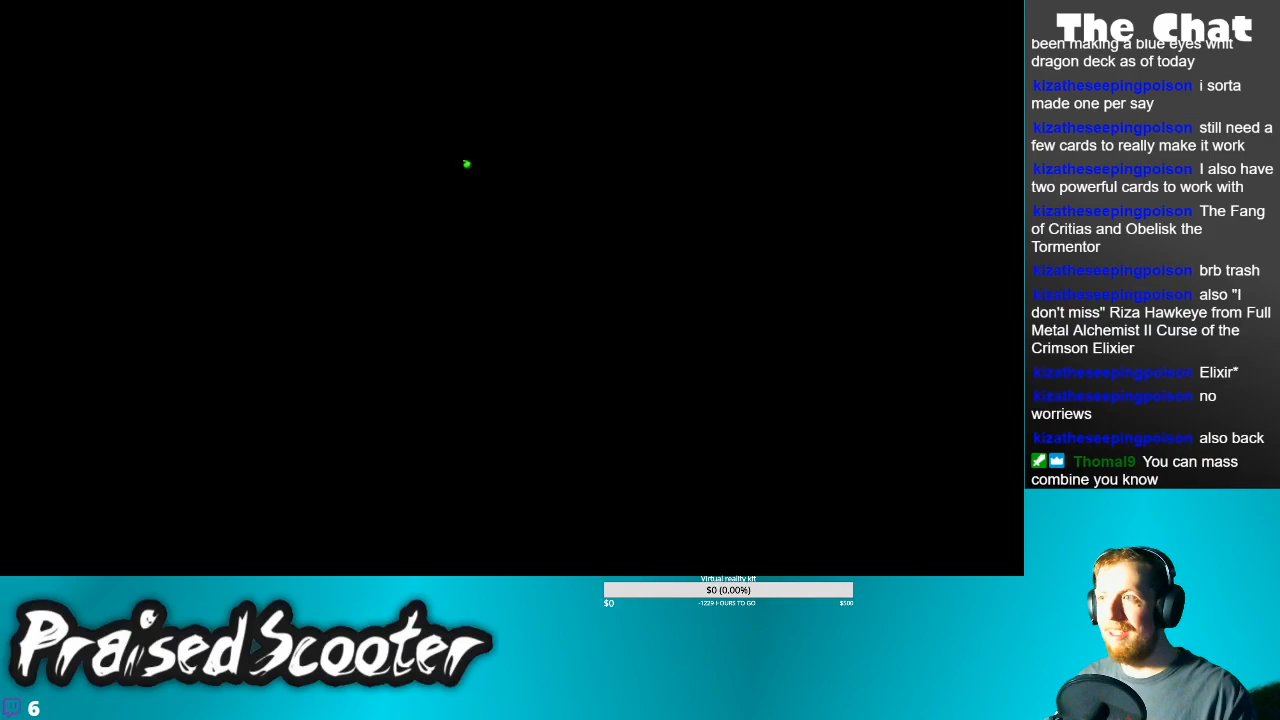 The Chat
been making a blue eyes whit
dragon deck as of today
kizatheseepingpoison i sorta
made one per say
kizatheseepingpoison still need a
few cards to really make it work
kizatheseepingpoison I also have
two powerful cards to work with
kizatheseepingpoison The Fang
of Critias and Obelisk the
Tormentor
kizatheseepingpoison brb trash
kizatheseepingpoison also "I
don't miss" Riza Hawkeye from Full
Metal Alchemist II Curse of the
Crimson Elixier
kizatheseepingpoison Elixir*
kizatheseepingpoison no
worriews
kizatheseepingpoison also back
Thomal9 You can mass
combine you know
Virtual reality kit
$0 (0.00%)
$0 -1229 HOURS TO GO $500
PraisedScooter
6